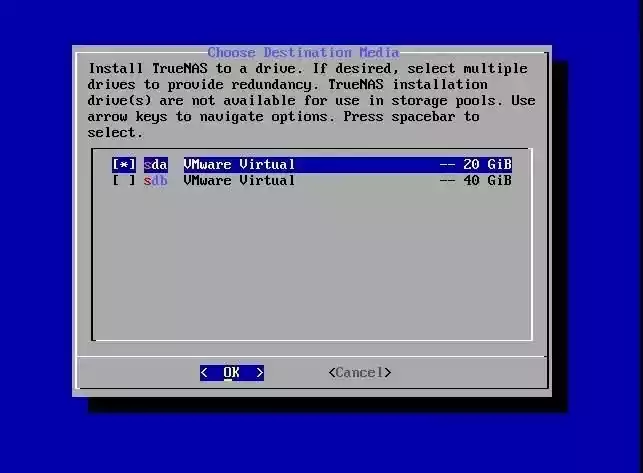 Choose Destination Media
Install TrueNAS to a drive. If desired, select multiple
drives to provide redundancy. TrueNAS installation
drive(s) are not available for use in storage pools. Use
arrow keys to navigate options. Press spacebar to
select.
[*] sda VMware Virtual -- 20 GiB
[ ] sdb VMware Virtual -- 40 GiB
< OK > <Cancel>